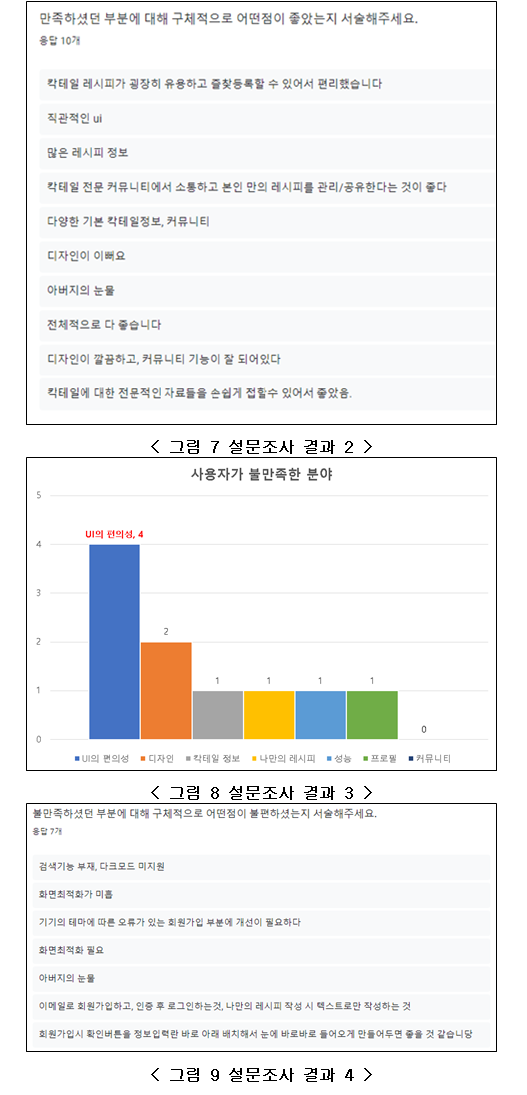 만족하셨던 부분에 대해 구체적으로 어떤점이 좋았는지 서술해주세요.
응답 10개
칵테일 레시피가 굉장히 유용하고 즐찾등록할 수 있어서 편리했습니다
직관적인 ui
많은 레시피 정보
칵테일 전문 커뮤니티에서 소통하고 본인 만의 레시피를 관리/공유한다는 것이 좋다
다양한 기본 칵테일정보, 커뮤니티
디자인이 이뻐요
아버지의 눈물
전체적으로 다 좋습니다
디자인이 깔끔하고, 커뮤니티 기능이 잘 되어있다
칵테일에 대한 전문적인 자료들을 손쉽게 접할수 있어서 좋았음.
< 그림 7 설문조사 결과 2 >
사용자가 불만족한 분야
5
4
3
2
1
0
UI의 편의성, 4
2
1
1
1
1
0
UI의 편의성 디자인 칵테일 정보 나만의 레시피 성능 프로필 커뮤니티
< 그림 8 설문조사 결과 3 >
불만족하셨던 부분에 대해 구체적으로 어떤점이 불편하셨는지 서술해주세요.
응답 7개
검색기능 부재, 다크모드 미지원
화면최적화가 미흡
기기의 테마에 따른 오류가 있는 회원가입 부분에 개선이 필요하다
화면최적화 필요
아버지의 눈물
이메일로 회원가입하고, 인증 후 로그인하는것, 나만의 레시피 작성 시 텍스트로만 작성하는 것
회원가입시 확인버튼을 정보입력란 바로 아래 배치해서 눈에 바로바로 들어오게 만들어두면 좋을 것 같습니당
< 그림 9 설문조사 결과 4 >